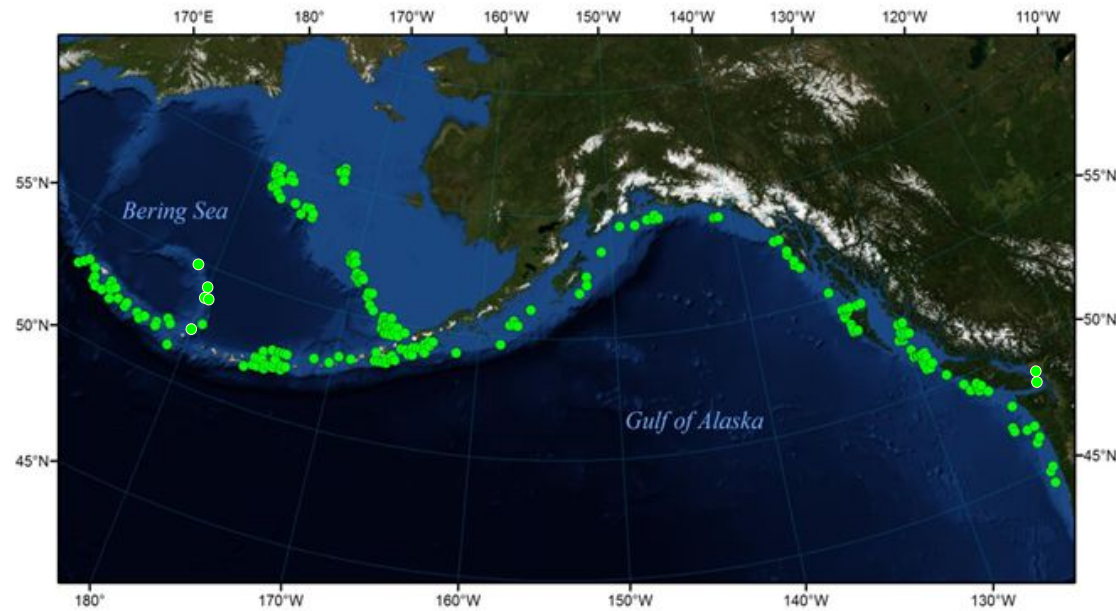 170°E 180° 170°W 160°W 150°W 140°W 130°W 120°W 110°W
55°N 55°N
Bering Sea
50°N 50°N
Gulf of Alaska
45°N 45°N
180° 170°W 160°W 150°W 140°W 130°W